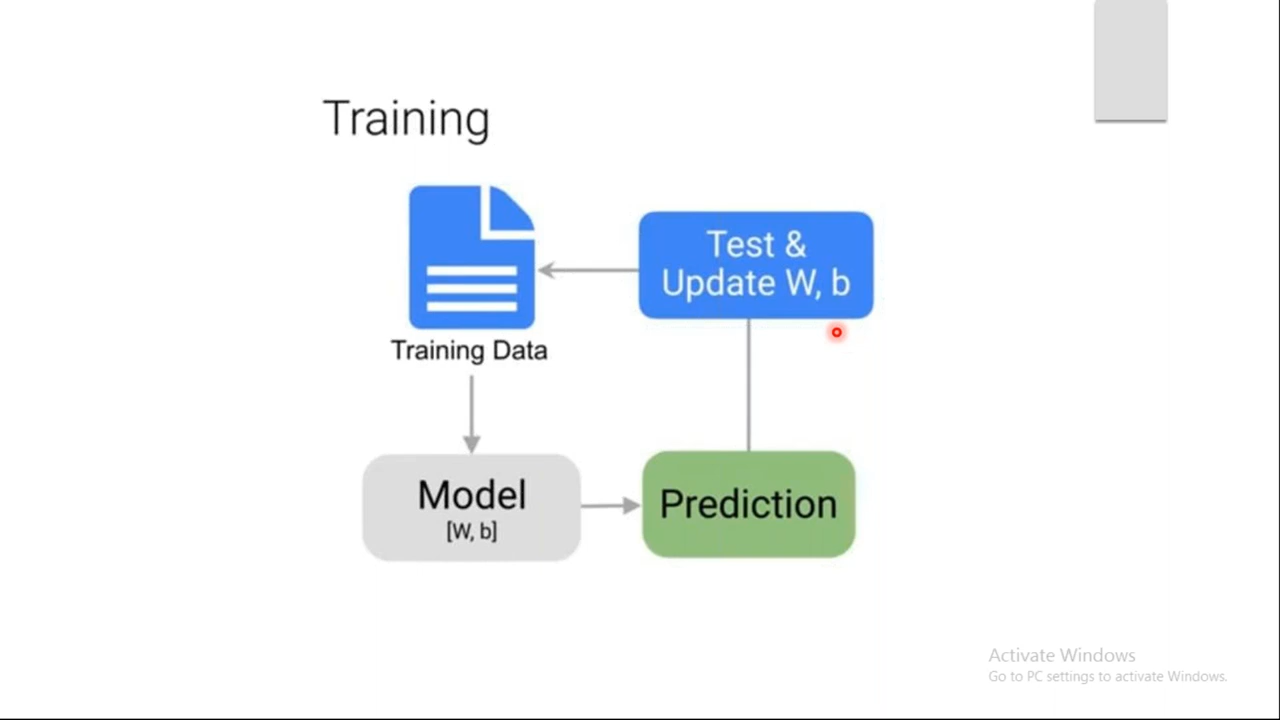 Training
Test &
Update W, b
Training Data
Model
[W, b]
Prediction
Activate Windows
Go to PC settings to activate Windows.